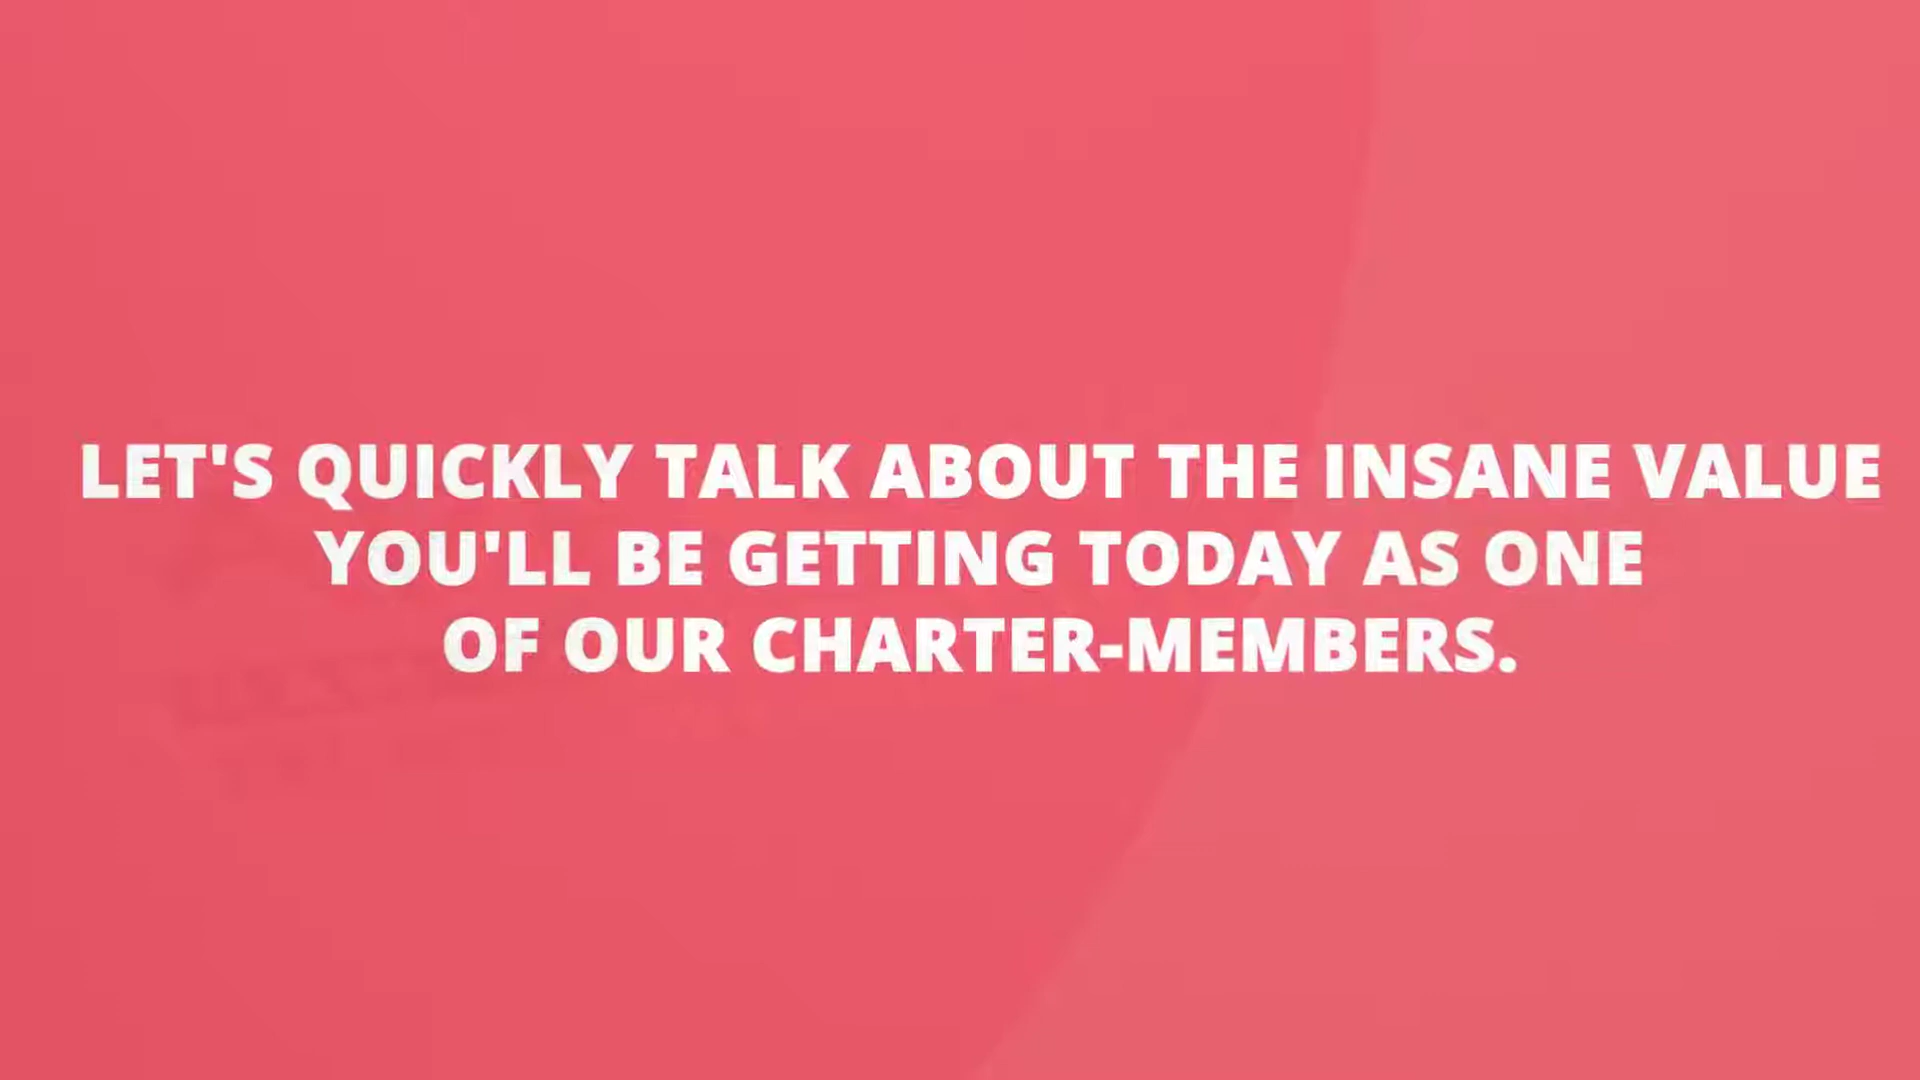 LET'S QUICKLY TALK ABOUT THE INSANE VALUE
YOU'LL BE GETTING TODAY AS ONE
OF OUR CHARTER-MEMBERS.